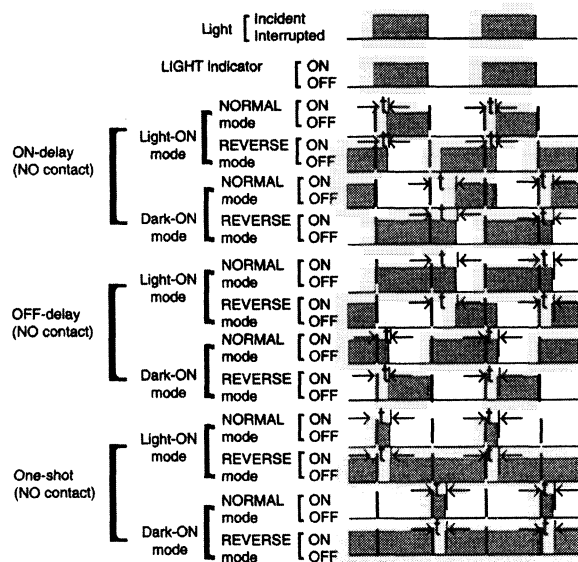 Light Incident
Interrupted
LIGHT Indicator ON
OFF
ON-delay
(NO contact)
Light-ON
mode
NORMAL
mode
ON
OFF
t
t
REVERSE
mode
ON
OFF
t
t
Dark-ON
mode
NORMAL
mode
ON
OFF
t
t
REVERSE
mode
ON
OFF
t
t
OFF-delay
(NO contact)
Light-ON
mode
NORMAL
mode
ON
OFF
t
t
REVERSE
mode
ON
OFF
t
t
Dark-ON
mode
NORMAL
mode
ON
OFF
t
t
REVERSE
mode
ON
OFF
t
t
One-shot
(NO contact)
Light-ON
mode
NORMAL
mode
ON
OFF
t
t
REVERSE
mode
ON
OFF
t
t
Dark-ON
mode
NORMAL
mode
ON
OFF
t
t
REVERSE
mode
ON
OFF
t
t